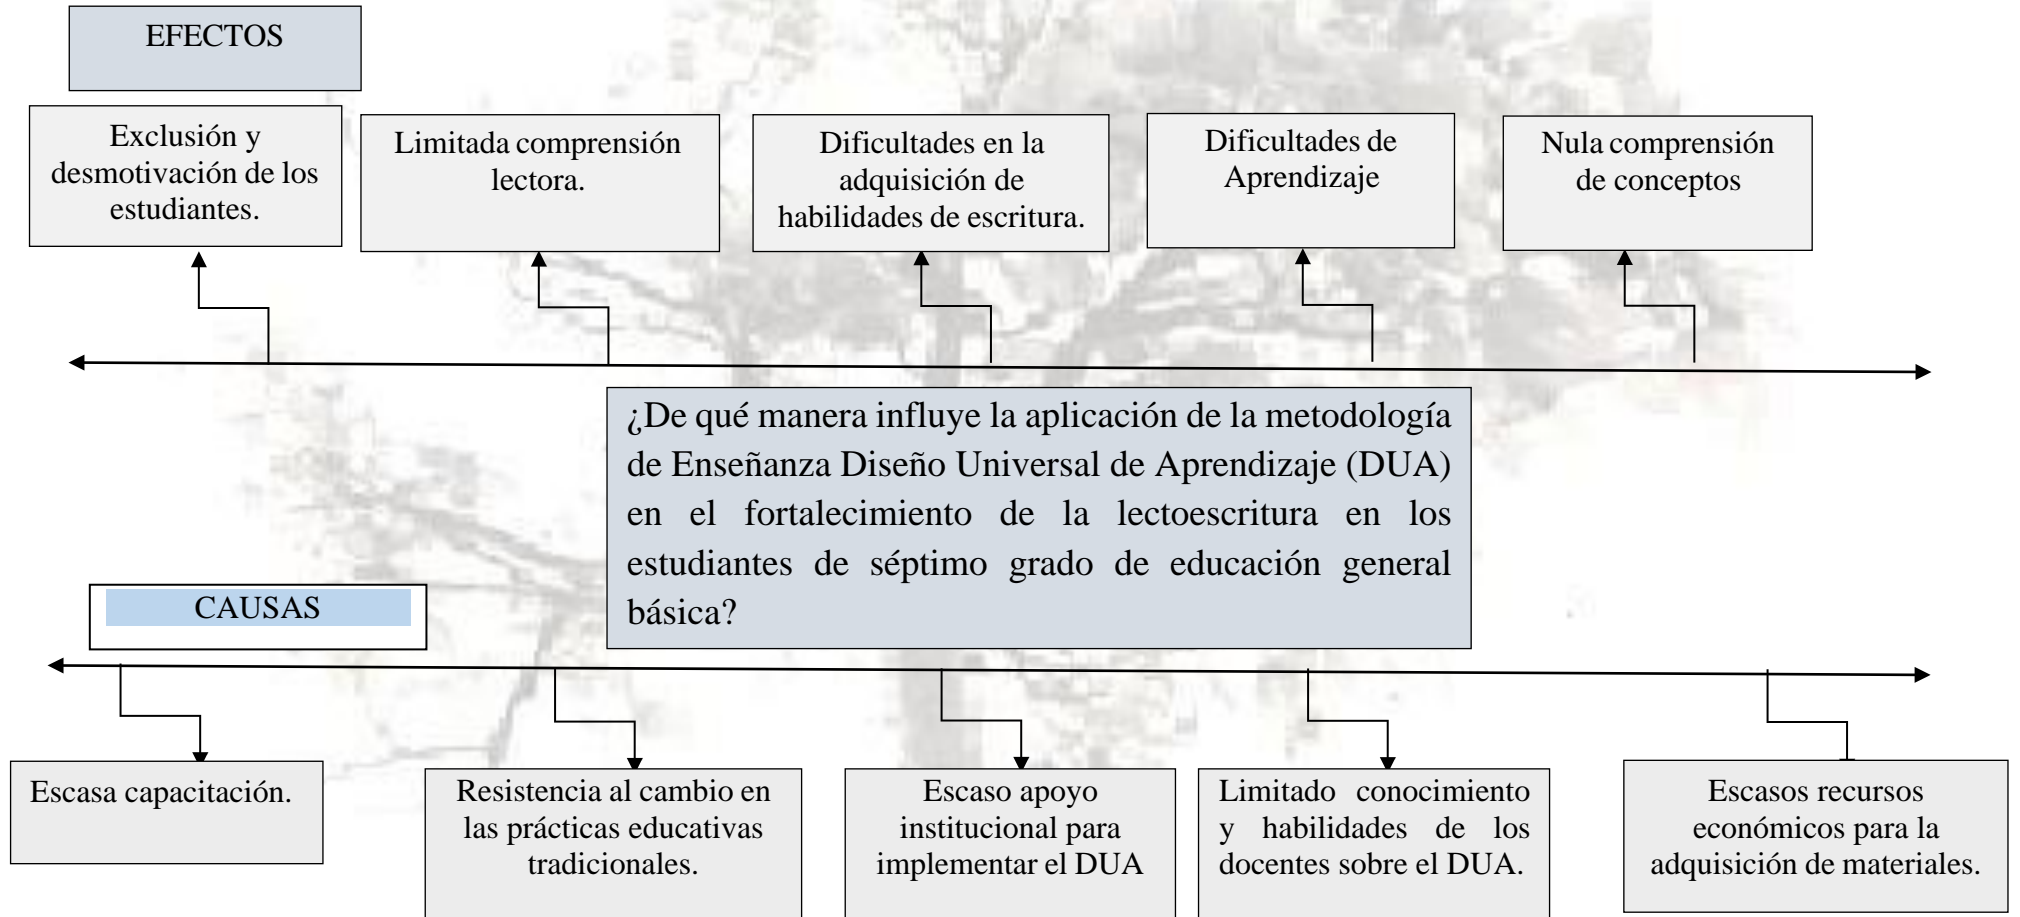 EFECTOS
Exclusión y
desmotivación de los
estudiantes.
Limitada comprensión
lectora.
Dificultades en la
adquisición de
habilidades de escritura.
Dificultades de
Aprendizaje
Nula comprensión
de conceptos
¿De qué manera influye la aplicación de la metodología
de Enseñanza Diseño Universal de Aprendizaje (DUA)
en el fortalecimiento de la lectoescritura en los
estudiantes de séptimo grado de educación general
básica?
CAUSAS
Escasa capacitación.
Resistencia al cambio en
las prácticas educativas
tradicionales.
Escaso apoyo
institucional para
implementar el DUA
Limitado conocimiento
y habilidades de los
docentes sobre el DUA.
Escasos recursos
económicos para la
adquisición de materiales.